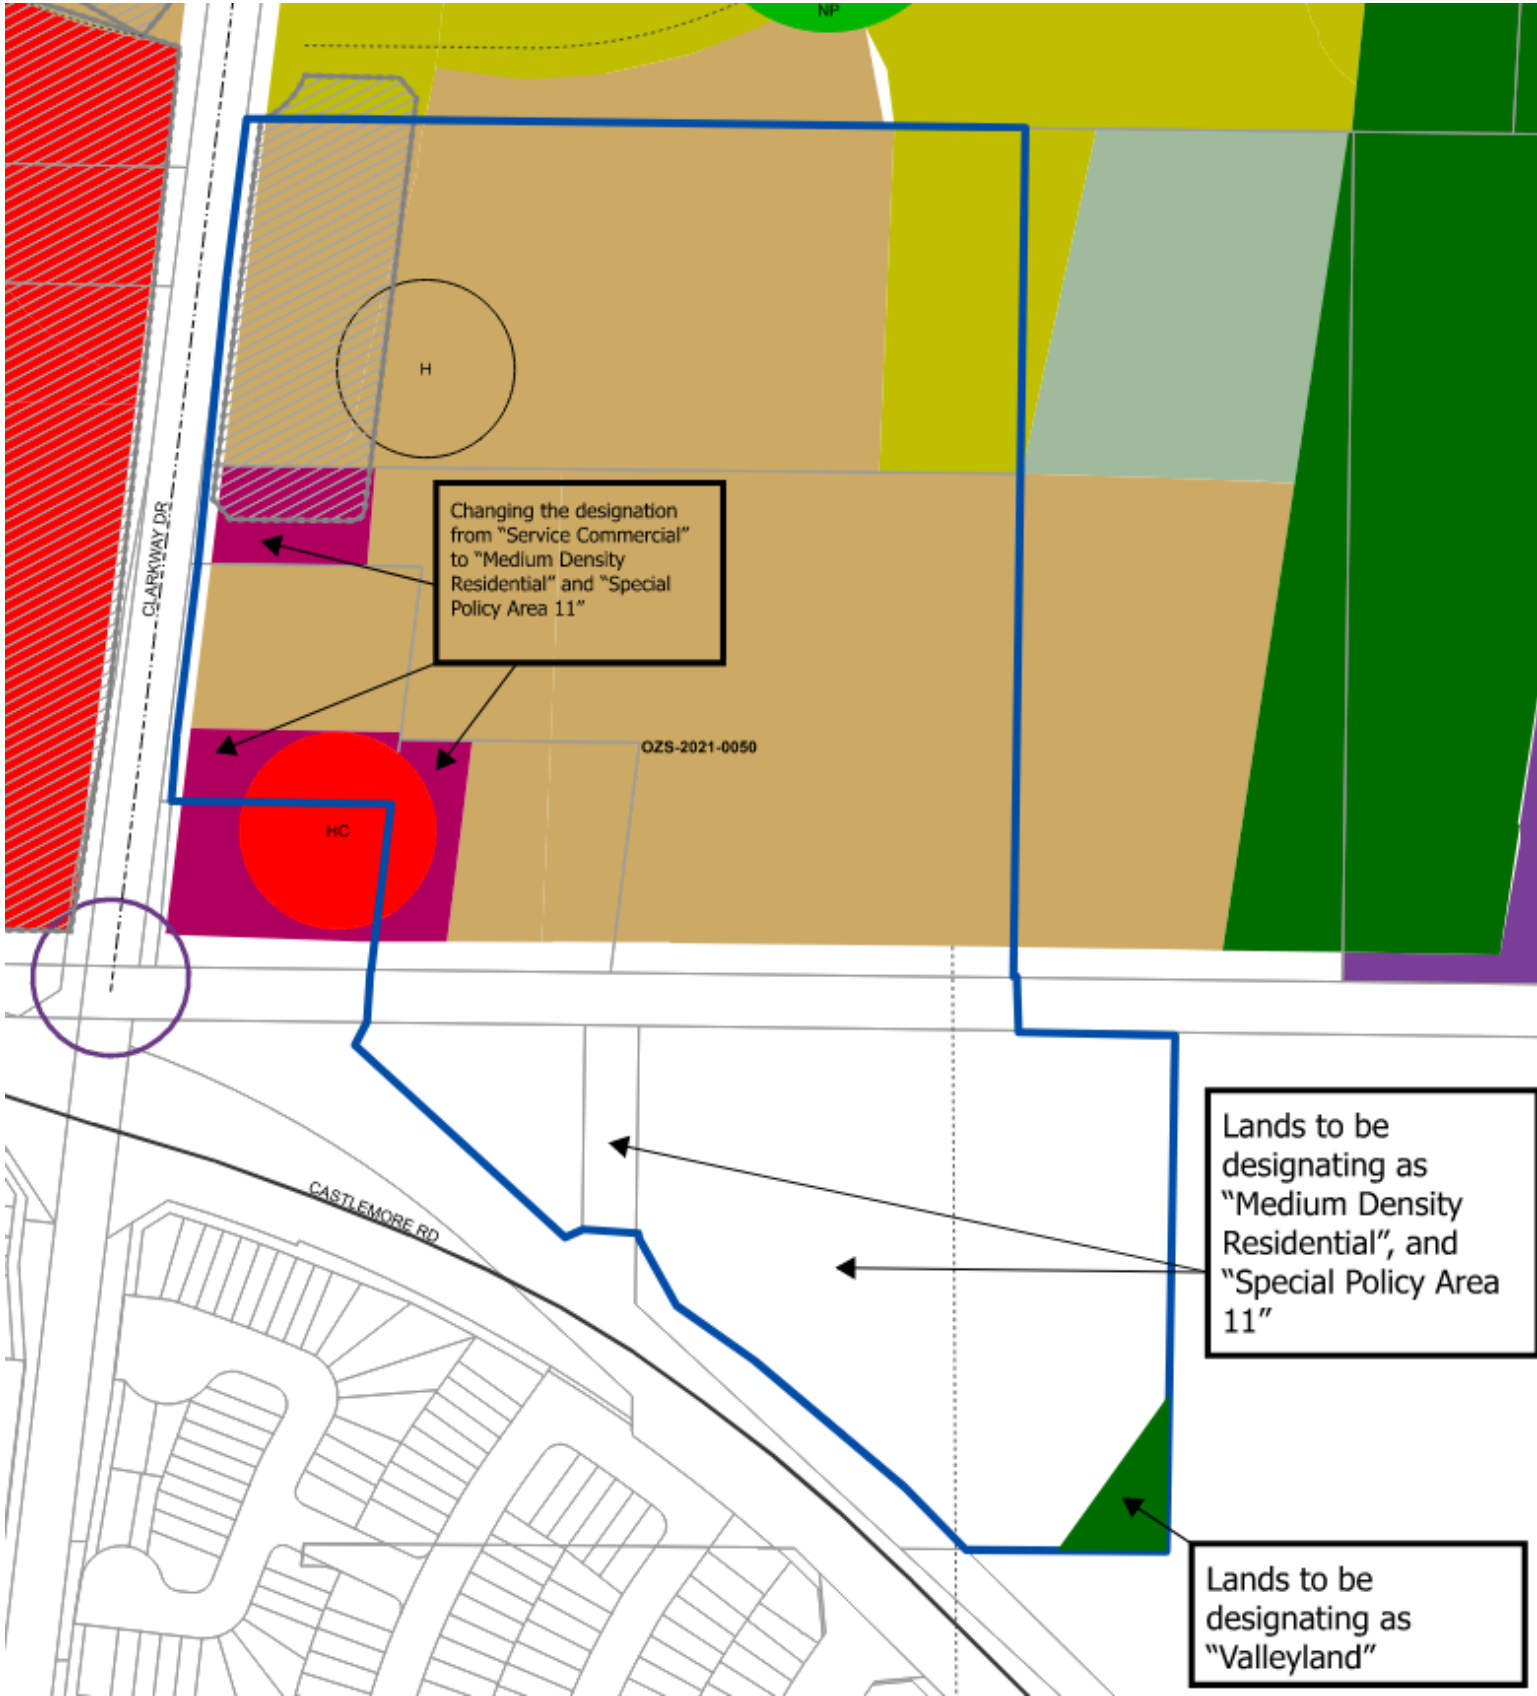 NP
H
CLARKWAY DR
Changing the designation
from “Service Commercial”
to “Medium Density
Residential” and “Special
Policy Area 11”
OZS-2021-0050
HC
CASTLEMORE RD
Lands to be
designating as
“Medium Density
Residential”, and
“Special Policy Area
11”
Lands to be
designating as
“Valleyland”